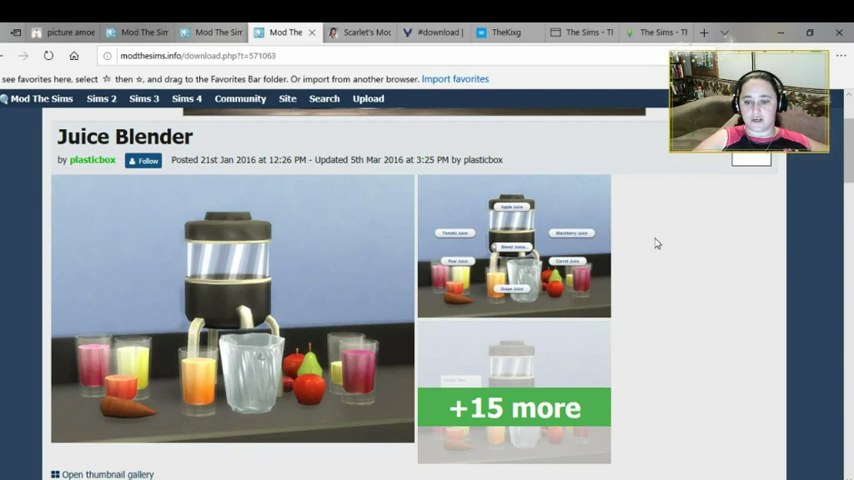 picture amoe
Mod The Sim
Mod The Sim
Mod The
Scarlet's Moc
#download |
TheKixg
The Sims - Tl
The Sims - Tl
modthesims.info/download.php?t=571063
see favorites here, select ☆ then ☆, and drag to the Favorites Bar folder. Or import from another browser. Import favorites
Mod The Sims Sims 2 Sims 3 Sims 4 Community Site Search Upload
Juice Blender
by plasticbox Follow Posted 21st Jan 2016 at 12:26 PM - Updated 5th Mar 2016 at 3:25 PM by plasticbox
Apple Juice
Tomato Juice
Blackberry Juice
Blend Juice...
Pear Juice
Carrot Juice
Grape Juice
+15 more
Open thumbnail gallery